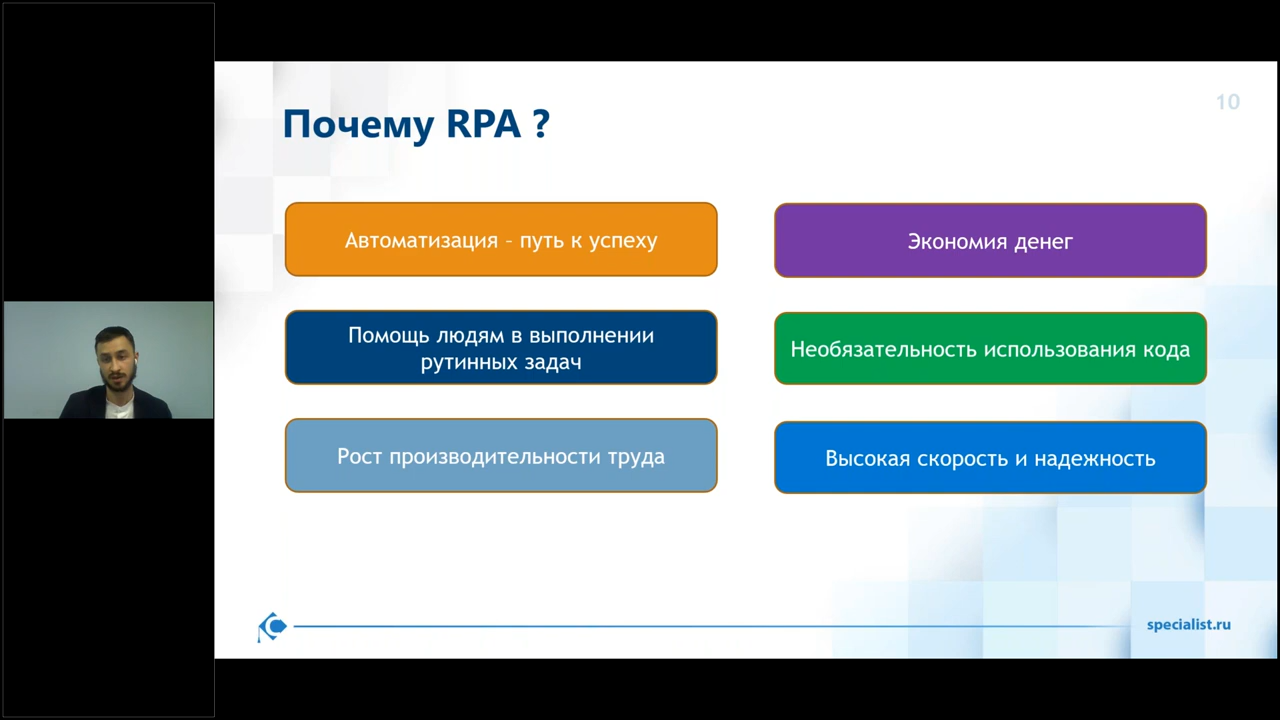 Почему RPA ?
10
Автоматизация – путь к успеху
Экономия денег
Помощь людям в выполнении
рутинных задач
Необязательность использования кода
Рост производительности труда
Высокая скорость и надежность
specialist.ru